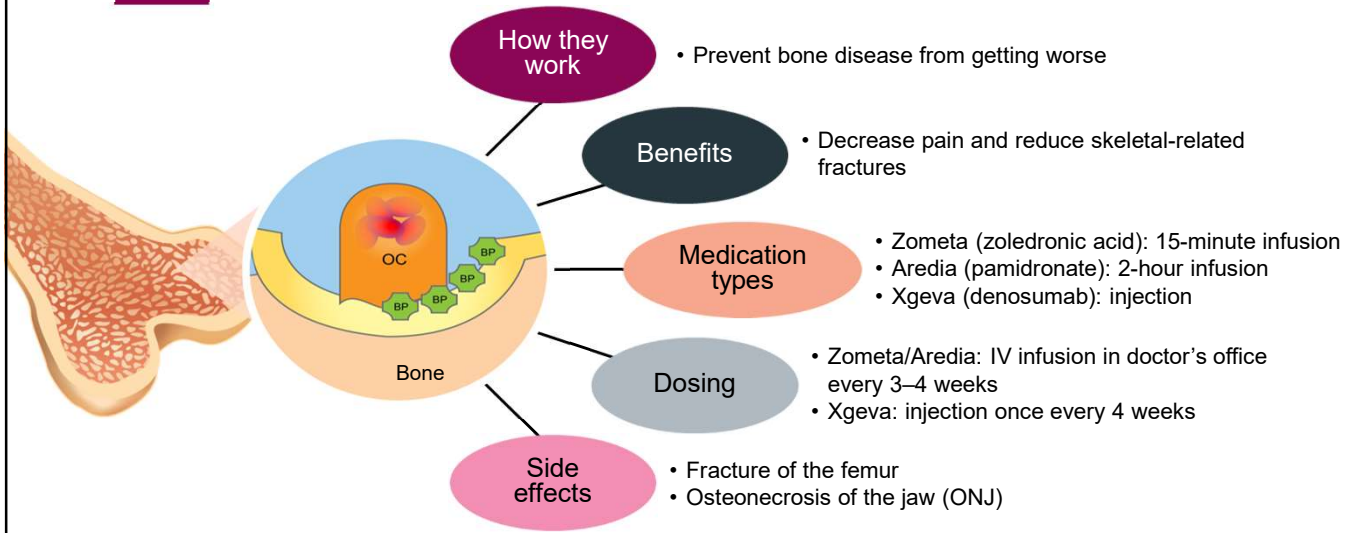 How they
work
• Prevent bone disease from getting worse
Benefits
• Decrease pain and reduce skeletal-related
fractures
Medication
types
• Zometa (zoledronic acid): 15-minute infusion
• Aredia (pamidronate): 2-hour infusion
• Xgeva (denosumab): injection
Dosing
• Zometa/Aredia: IV infusion in doctor’s office
every 3–4 weeks
• Xgeva: injection once every 4 weeks
Side
effects
• Fracture of the femur
• Osteonecrosis of the jaw (ONJ)
OC
BP
BP
BP
BP
Bone